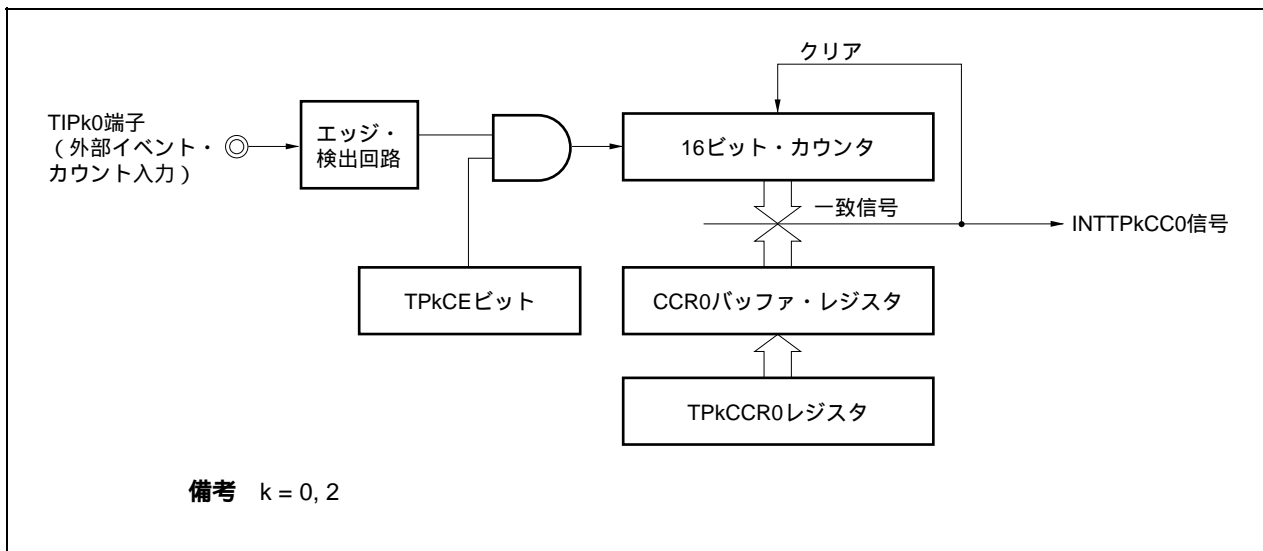 クリア
TIPk0端子
（外部イベント・
カウント入力）
エッジ・
検出回路
16ビット・カウンタ
一致信号
INTTPkCC0信号
TPkCEビット
CCR0バッファ・レジスタ
TPkCCR0レジスタ
備考 k = 0, 2